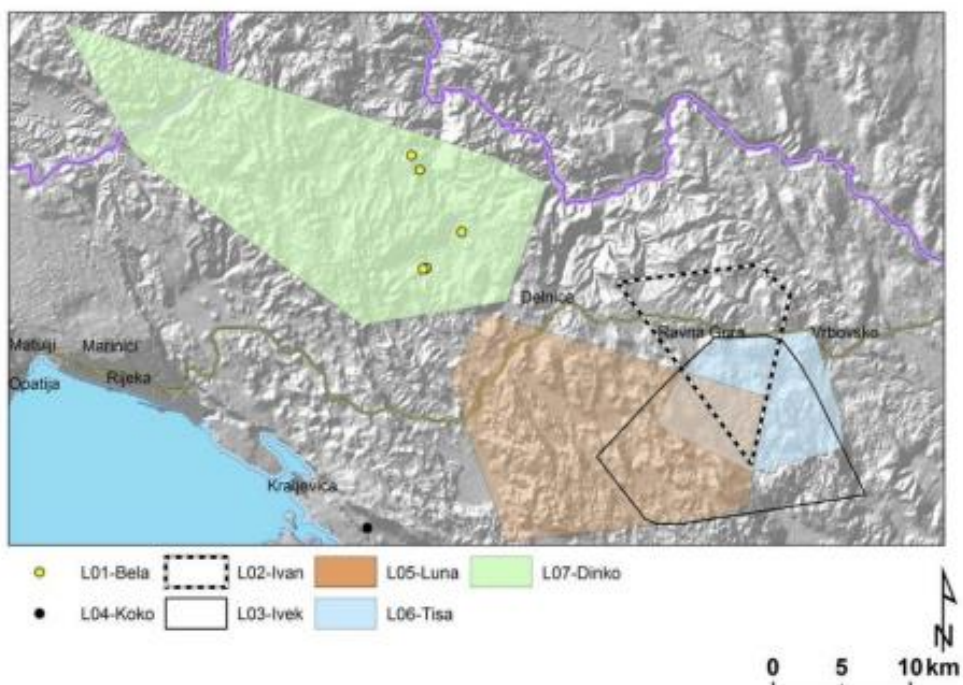 Delnice
Ravna Gora
Vrbovsko
Matulji
Marinici
Opatija
Rijeka
Kraljevica
L01-Bela
L02-Ivan
L05-Luna
L07-Dinko
L04-Koko
L03-Ivek
L06-Tisa
N
0 5 10 km